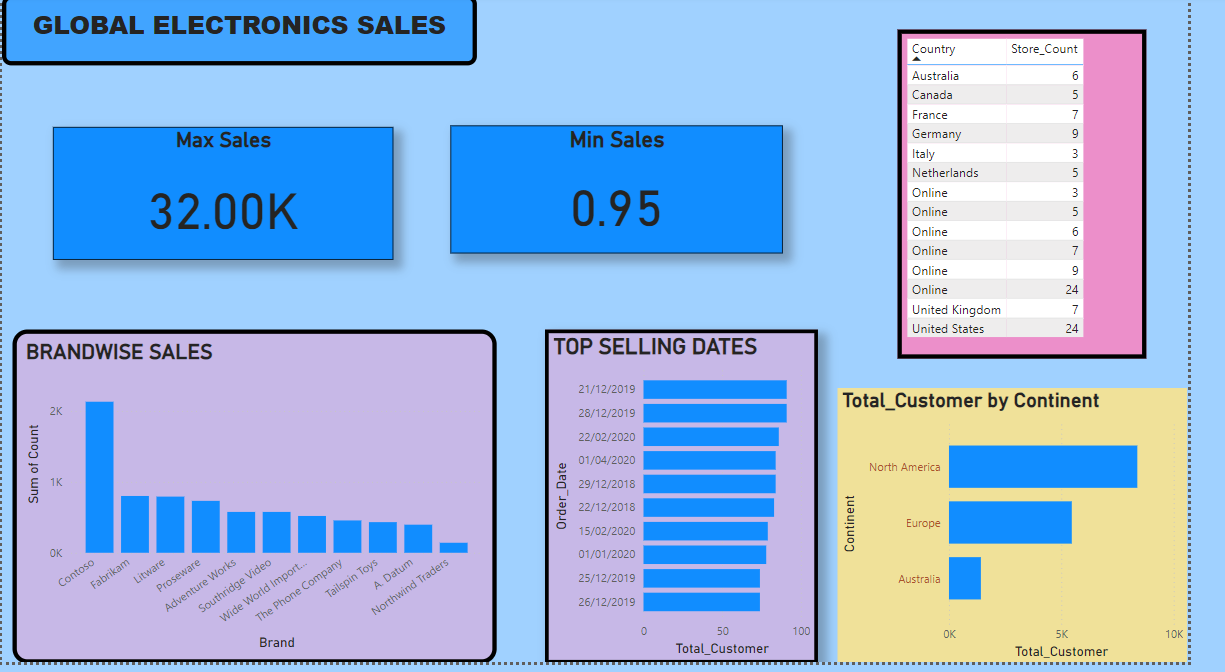 GLOBAL ELECTRONICS SALES
Max Sales
32.00K
Min Sales
0.95
Country Store_Count
Australia 6
Canada 5
France 7
Germany 9
Italy 3
Netherlands 5
Online 3
Online 5
Online 6
Online 7
Online 9
Online 24
United Kingdom 7
United States 24
BRANDWISE SALES
Sum of Count
2K
1K
0K
Contoso
Fabrikam
Litware
Proseware
Adventure Works
Southridge Video
Wide World Import...
The Phone Company
Tailspin Toys
A. Datum
Northwind Traders
Brand
TOP SELLING DATES
Order_Date
21/12/2019
28/12/2019
22/02/2020
01/04/2020
29/12/2018
22/12/2018
15/02/2020
01/01/2020
25/12/2019
26/12/2019
0 50 100
Total_Customer
Total_Customer by Continent
Continent
North America
Europe
Australia
0K 5K 10K
Total_Customer